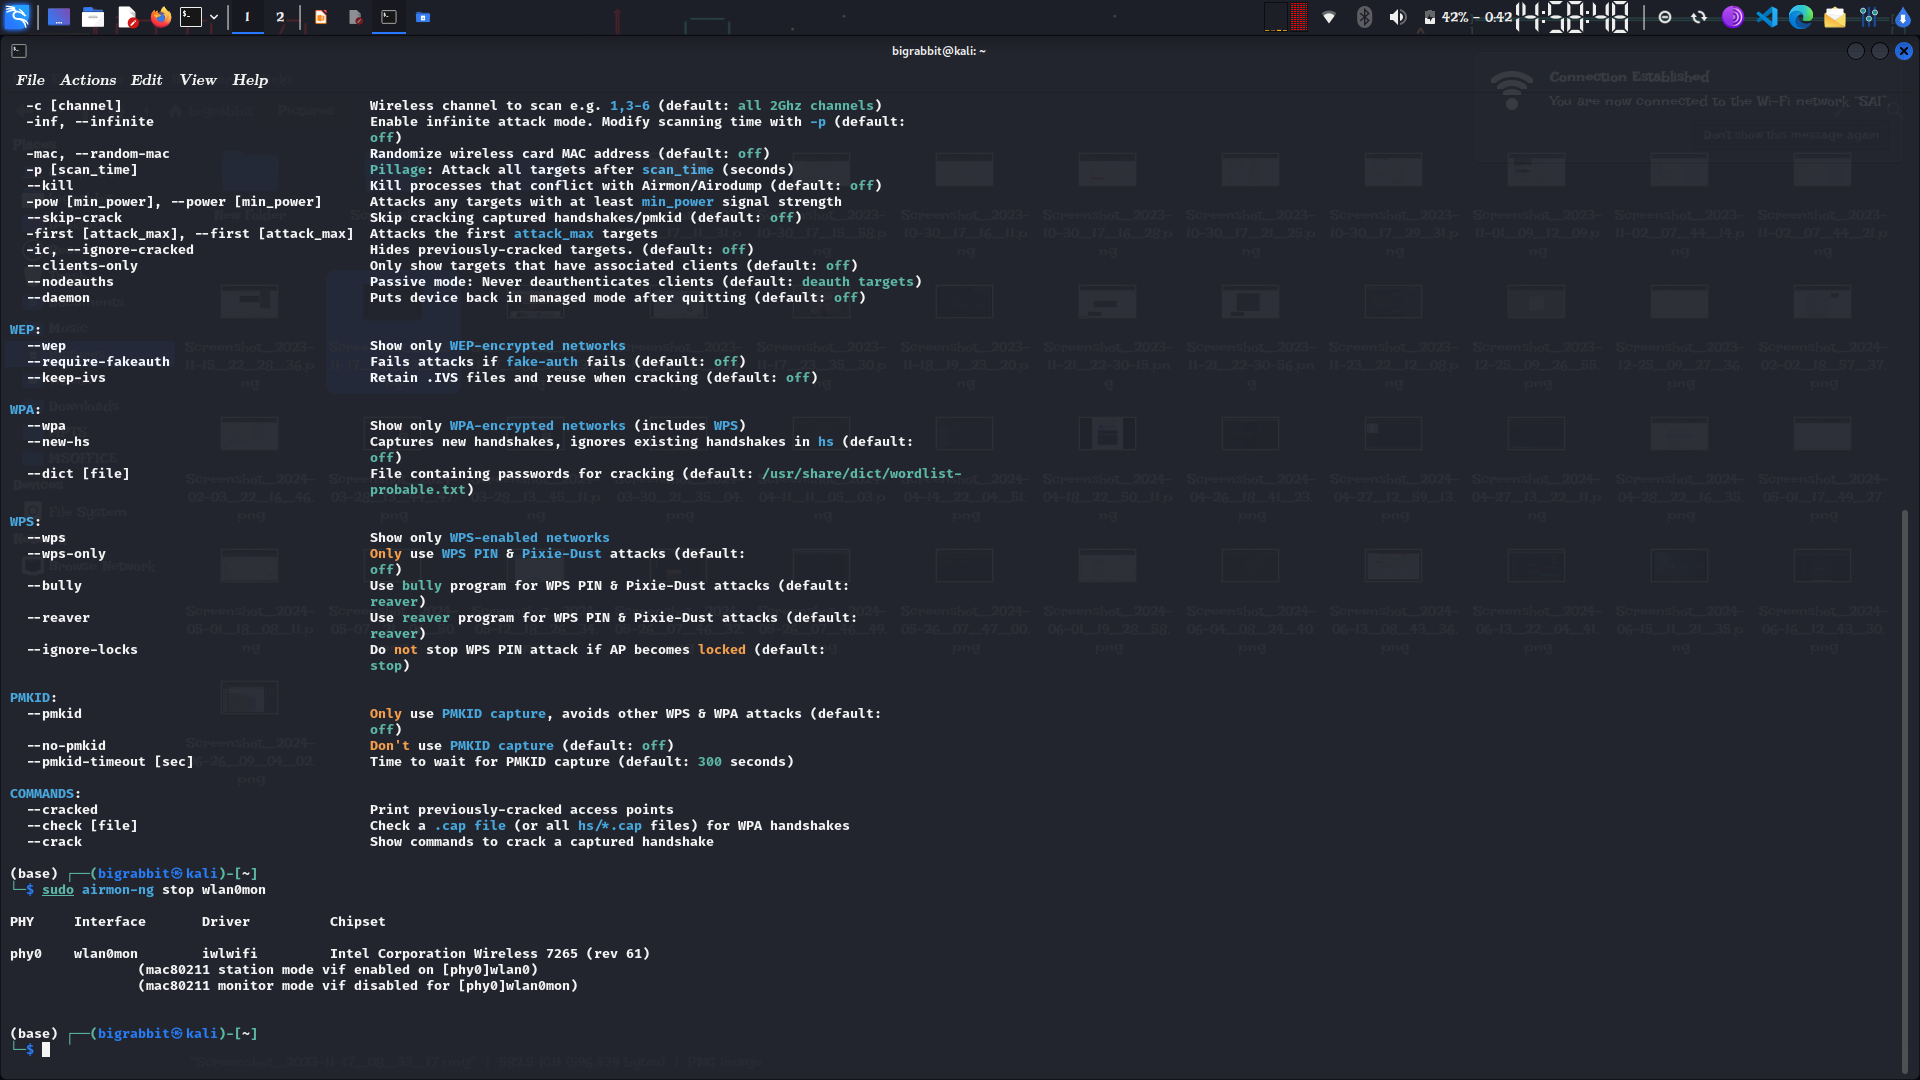 1 2
42% - 0.42
14:58:48
bigrabbit@kali: ~
File Actions Edit View Help
Connection Established
You are now connected to the Wi-Fi network "SAI".
Don't show this message again
-c [channel] Wireless channel to scan e.g. 1,3-6 (default: all 2Ghz channels)
-inf, --infinite Enable infinite attack mode. Modify scanning time with -p (default:
off)
-mac, --random-mac Randomize wireless card MAC address (default: off)
-p [scan_time] Pillage: Attack all targets after scan_time (seconds)
--kill Kill processes that conflict with Airmon/Airodump (default: off)
-pow [min_power], --power [min_power] Attacks any targets with at least min_power signal strength
--skip-crack Skip cracking captured handshakes/pmkid (default: off)
-first [attack_max], --first [attack_max] Attacks the first attack_max targets
-ic, --ignore-cracked Hides previously-cracked targets. (default: off)
--clients-only Only show targets that have associated clients (default: off)
--nodeauths Passive mode: Never deauthenticates clients (default: deauth targets)
--daemon Puts device back in managed mode after quitting (default: off)
WEP:
--wep Show only WEP-encrypted networks
--require-fakeauth Fails attacks if fake-auth fails (default: off)
--keep-ivs Retain .IVS files and reuse when cracking (default: off)
WPA:
--wpa Show only WPA-encrypted networks (includes WPS)
--new-hs Captures new handshakes, ignores existing handshakes in hs (default:
off)
--dict [file] File containing passwords for cracking (default: /usr/share/dict/wordlist-
probable.txt)
WPS:
--wps Show only WPS-enabled networks
--wps-only Only use WPS PIN & Pixie-Dust attacks (default:
off)
--bully Use bully program for WPS PIN & Pixie-Dust attacks (default:
reaver)
--reaver Use reaver program for WPS PIN & Pixie-Dust attacks (default:
reaver)
--ignore-locks Do not stop WPS PIN attack if AP becomes locked (default:
stop)
PMKID:
--pmkid Only use PMKID capture, avoids other WPS & WPA attacks (default:
off)
--no-pmkid Don't use PMKID capture (default: off)
--pmkid-timeout [sec] Time to wait for PMKID capture (default: 300 seconds)
COMMANDS:
--cracked Print previously-cracked access points
--check [file] Check a .cap file (or all hs/*.cap files) for WPA handshakes
--crack Show commands to crack a captured handshake
(base) ┌──(bigrabbit㉿kali)-[~]
└─$ sudo airmon-ng stop wlan0mon
PHY Interface Driver Chipset
phy0 wlan0mon iwlwifi Intel Corporation Wireless 7265 (rev 61)
(mac80211 station mode vif enabled on [phy0]wlan0)
(mac80211 monitor mode vif disabled for [phy0]wlan0mon)
(base) ┌──(bigrabbit㉿kali)-[~]
└─$